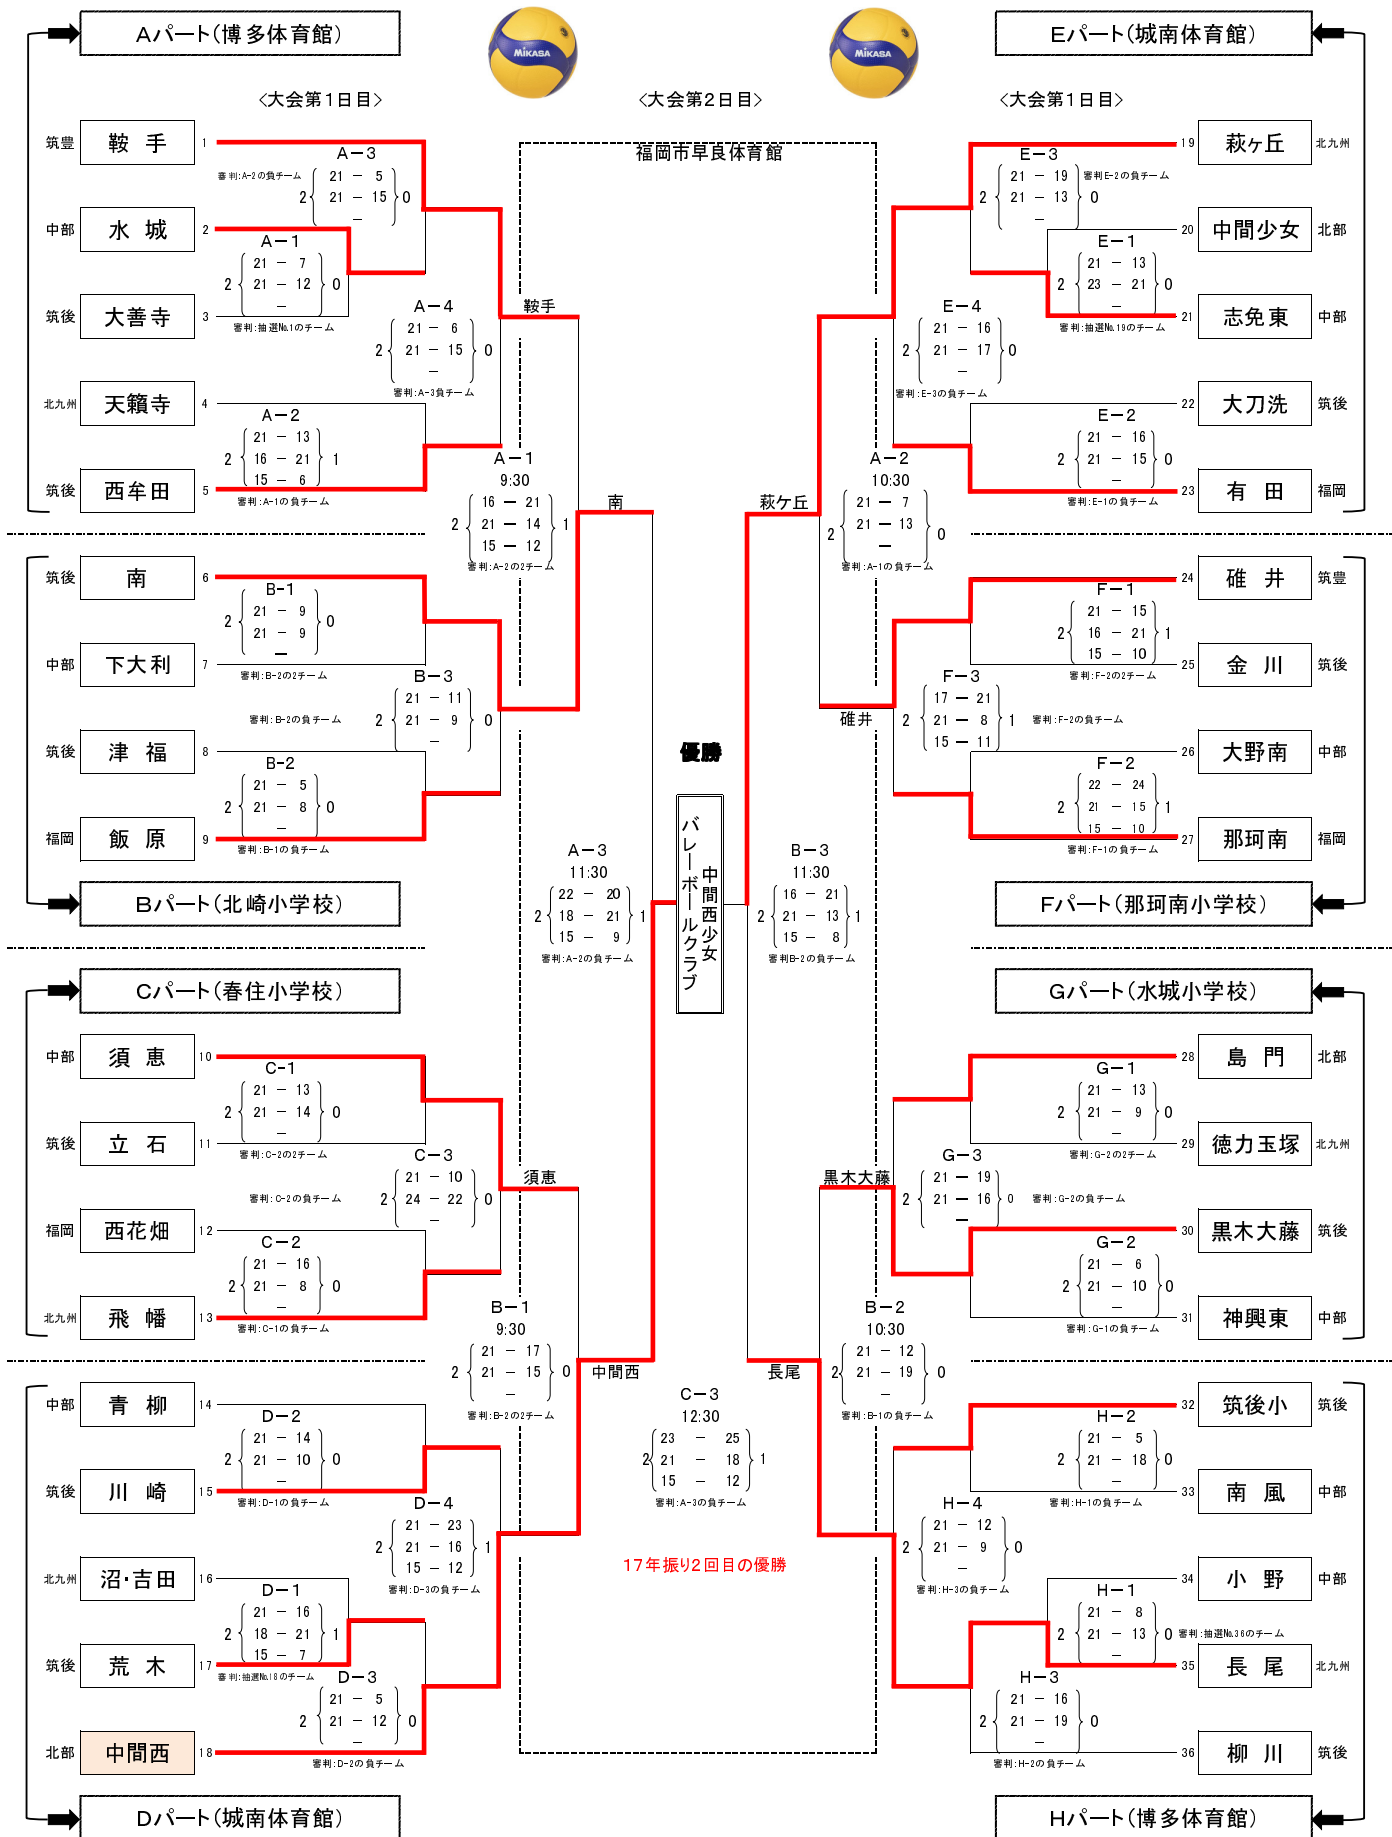 Aパート(博多体育館)
MIKASA
MIKASA
Eパート(城南体育館)
<大会第1日目>
<大会第2日目>
<大会第1日目>
福岡市早良体育館
筑豊 鞍手 1
A-3
審判:A-2の負チーム
2 21 - 5 0
21 - 15
-
中部 水城 2
A-1
2 21 - 7 0
21 - 12
-
筑後 大善寺 3
審判:抽選No.1のチーム
A-4
2 21 - 6 0
21 - 15
-
審判:A-3負チーム
鞍手
北九州 天籟寺 4
A-2
2 21 - 13 1
16 - 21
15 - 6
筑後 西牟田 5
審判:A-1の負チーム
A-1
9:30
2 16 - 21 1
21 - 14
15 - 12
審判:A-2の2チーム
南
筑後 南 6
B-1
2 21 - 9 0
21 - 9
-
中部 下大利 7
審判:B-2の2チーム
B-3
審判:B-2の負チーム
2 21 - 11 0
21 - 9
-
筑後 津福 8
B-2
2 21 - 5 0
21 - 8
-
福岡 飯原 9
審判:B-1の負チーム
Bパート(北崎小学校)
A-3
11:30
2 22 - 20 1
18 - 21
15 - 9
審判:A-2の負チーム
Cパート(春住小学校)
中部 須恵 10
C-1
2 21 - 13 0
21 - 14
-
筑後 立石 11
審判:C-2の2チーム
C-3
審判:C-2の負チーム
2 21 - 10 0
24 - 22
-
須恵
福岡 西花畑 12
C-2
2 21 - 16 0
21 - 8
-
北九州 飛幡 13
審判:C-1の負チーム
B-1
9:30
2 21 - 17 0
21 - 15
-
審判:B-2の2チーム
中間西
中部 青柳 14
D-2
2 21 - 14 0
21 - 10
-
筑後 川崎 15
審判:D-1の負チーム
D-4
2 21 - 23 1
21 - 16
15 - 12
審判:D-3の負チーム
北九州 沼・吉田 16
D-1
2 21 - 16 1
18 - 21
15 - 7
筑後 荒木 17
審判:抽選No.18のチーム
D-3
2 21 - 5 0
21 - 12
-
北部 中間西 18
審判:D-2の負チーム
Dパート(城南体育館)
優勝
中間西少女
バレーボールクラブ
C-3
12:30
2 23 - 25 1
21 - 18
15 - 12
審判:A-3の負チーム
17年振り2回目の優勝
19 萩ヶ丘 北九州
E-3
審判E-2の負チーム
2 21 - 19 0
21 - 13
-
20 中間少女 北部
E-1
2 21 - 13 0
23 - 21
-
審判:抽選No.19のチーム
21 志免東 中部
E-4
2 21 - 16 0
21 - 17
-
審判:E-3の負チーム
22 大刀洗 筑後
E-2
2 21 - 16 0
21 - 15
-
審判:E-1の負チーム
23 有田 福岡
萩ケ丘
A-2
10:30
2 21 - 7 0
21 - 13
-
審判:A-1の負チーム
24 碓井 筑豊
F-1
2 21 - 15 1
16 - 21
15 - 10
審判:F-2の2チーム
25 金川 筑後
F-3
碓井
2 17 - 21 1
21 - 8
15 - 11
審判:F-2の負チーム
26 大野南 中部
F-2
2 22 - 24 1
21 - 15
15 - 10
審判:F-1の負チーム
27 那珂南 福岡
Fパート(那珂南小学校)
B-3
11:30
2 16 - 21 1
21 - 13
15 - 8
審判B-2の負チーム
Gパート(水城小学校)
28 島門 北部
G-1
2 21 - 13 0
21 - 9
-
審判:G-2の2チーム
29 徳力玉塚 北九州
G-3
黒木大藤
2 21 - 19 0
21 - 16
-
審判:G-2の負チーム
30 黒木大藤 筑後
G-2
2 21 - 6 0
21 - 10
-
審判:G-1の負チーム
31 神興東 中部
B-2
10:30
2 21 - 12 0
21 - 19
-
審判:B-1の負チーム
長尾
32 筑後小 筑後
H-2
2 21 - 5 0
21 - 18
-
審判:H-1の負チーム
33 南風 中部
H-4
2 21 - 12 0
21 - 9
-
審判:H-3の負チーム
34 小野 中部
H-1
2 21 - 8 0
21 - 13
-
審判:抽選No.36のチーム
35 長尾 北九州
H-3
2 21 - 16 0
21 - 19
-
審判:H-2の負チーム
36 柳川 筑後
Hパート(博多体育館)